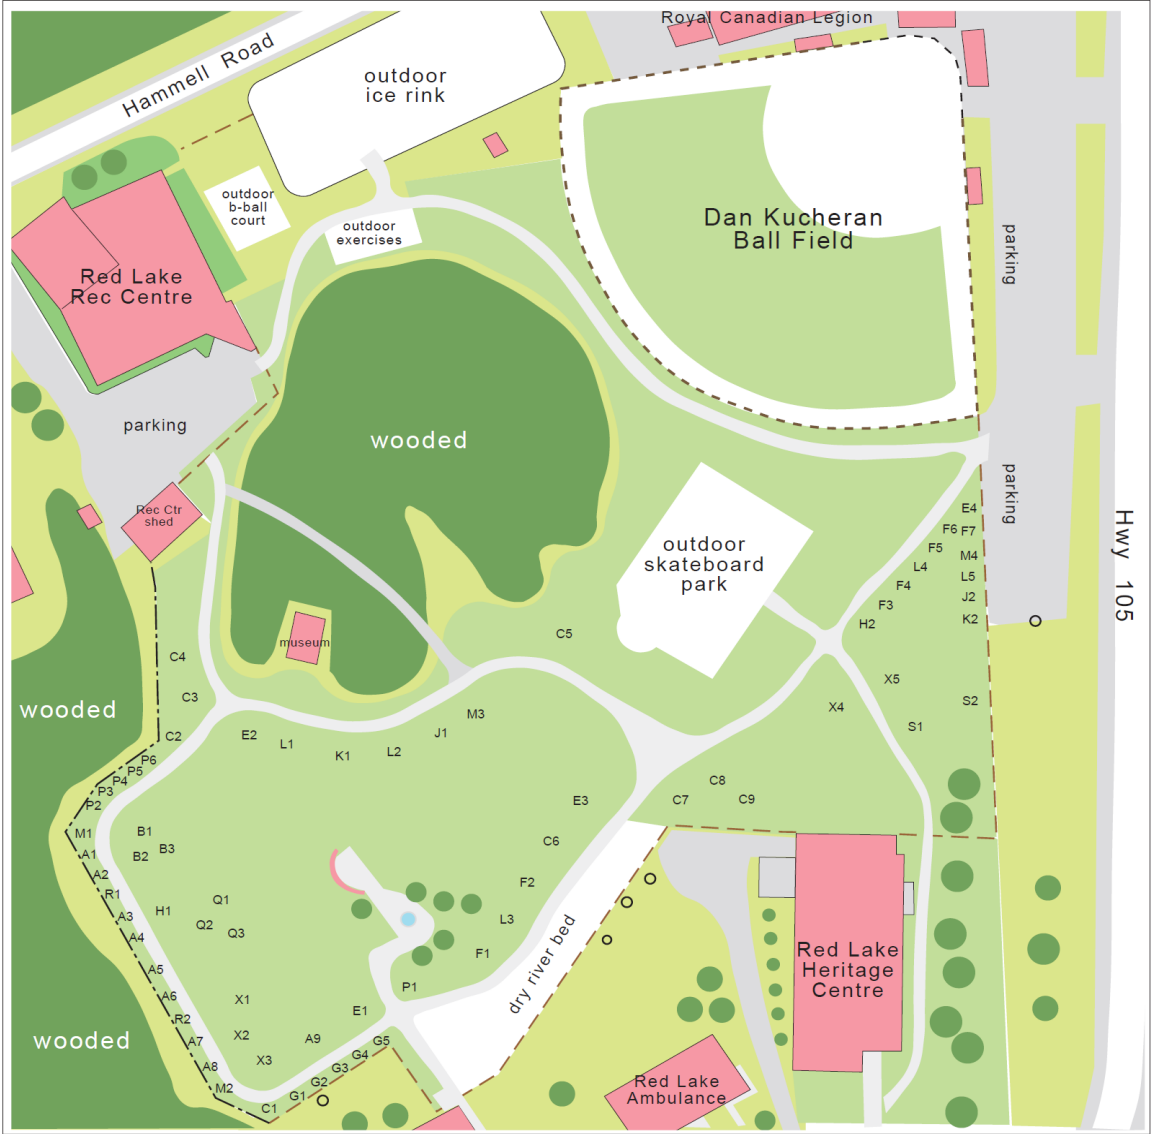 Royal Canadian Legion
Hammell Road
outdoor
ice rink
outdoor
b-ball
court
outdoor
exercises
Dan Kucheran
Ball Field
parking
Red Lake
Rec Centre
parking
wooded
parking
Rec Ctr
shed
Hwy 105
outdoor
skateboard
park
E4
F6
F7
F5
M4
L4
L5
F4
J2
F3
K2
H2
C5
museum
C4
C3
X5
S2
X4
S1
wooded
M3
J1
C2
E2
L1
K1
L2
P6
P5
P4
P3
P2
C8
C7
C9
E3
M1
B1
B3
B2
A1
A2
C6
R1
F2
Q1
H1
A3
Q2
Q3
L3
A4
F1
A5
dry river bed
Red Lake
Heritage
Centre
P1
A6
X1
E1
R2
X2
A7
A9
G5
wooded
G4
X3
A8
G3
G2
M2
G1
C1
Red Lake
Ambulance